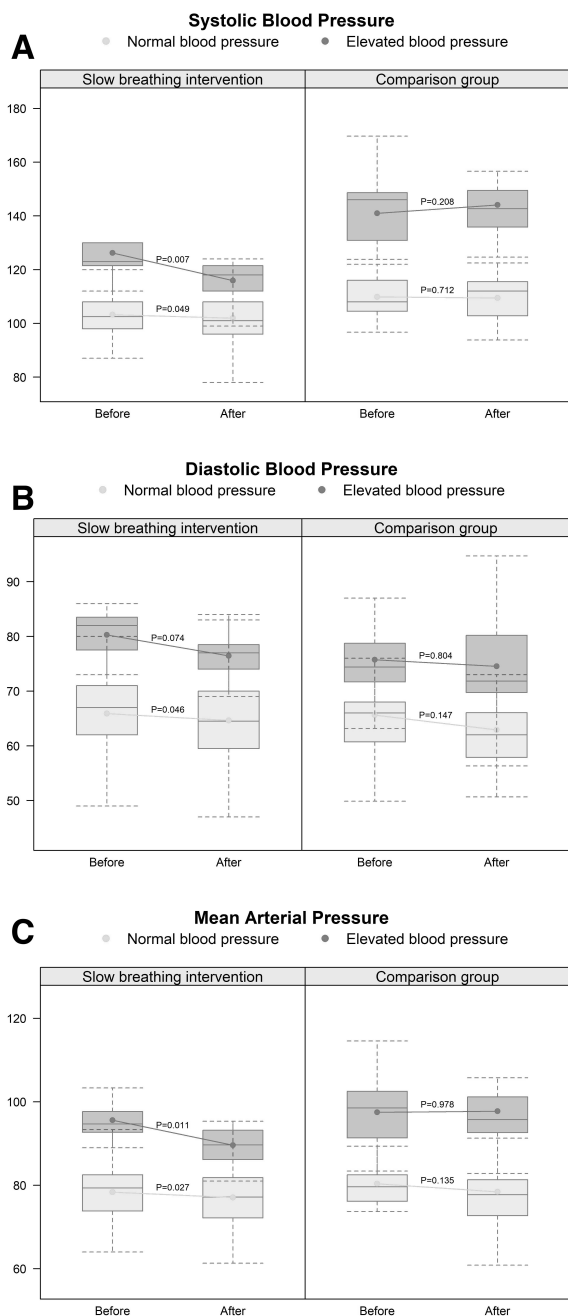 Systolic Blood Pressure
A
Normal blood pressure Elevated blood pressure
Slow breathing intervention Comparison group
180
160
140
120
100
80
P=0.007
P=0.049
P=0.208
P=0.712
Before After Before After
Diastolic Blood Pressure
B
Normal blood pressure Elevated blood pressure
Slow breathing intervention Comparison group
90
80
70
60
50
P=0.074
P=0.046
P=0.804
P=0.147
Before After Before After
Mean Arterial Pressure
C
Normal blood pressure Elevated blood pressure
Slow breathing intervention Comparison group
120
100
80
60
P=0.011
P=0.027
P=0.978
P=0.135
Before After Before After